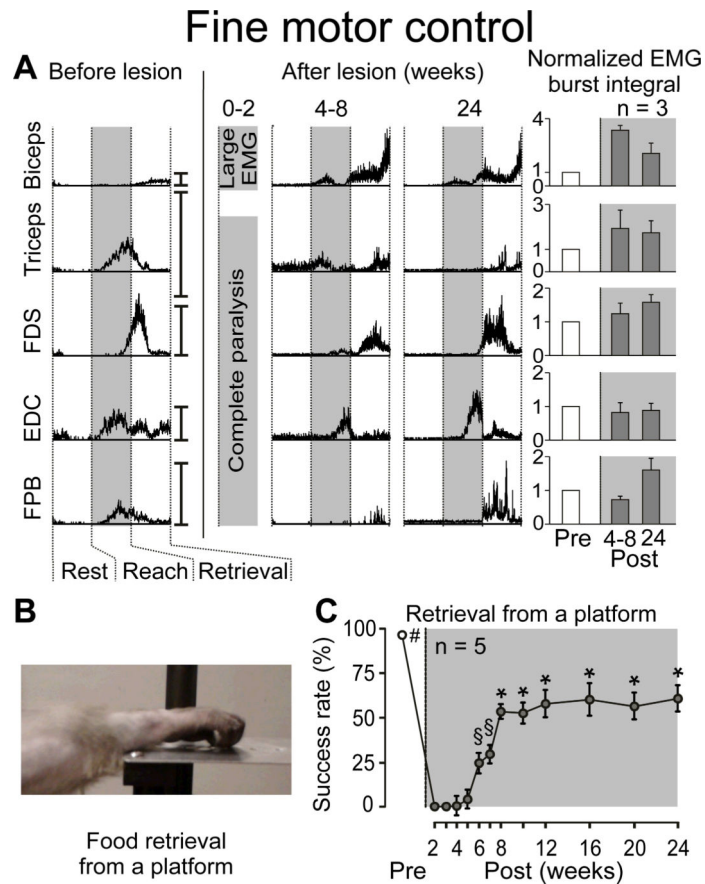 Fine motor control
A
Before lesion
After lesion (weeks)
Normalized EMG
burst integral
0-2
4-8
24
n = 3
Biceps
Large
EMG
4
1
0
Triceps
3
1
0
FDS
2
1
0
EDC
Complete paralysis
2
1
0
FPB
2
1
0
Pre
4-8
24
Post
Rest
Reach
Retrieval
B
Food retrieval
from a platform
C
Retrieval from a platform
n = 5
Success rate (%)
100
75
50
25
0
#
§
§
*
*
*
*
*
*
2
4
6
8
12
16
20
24
Pre
Post (weeks)